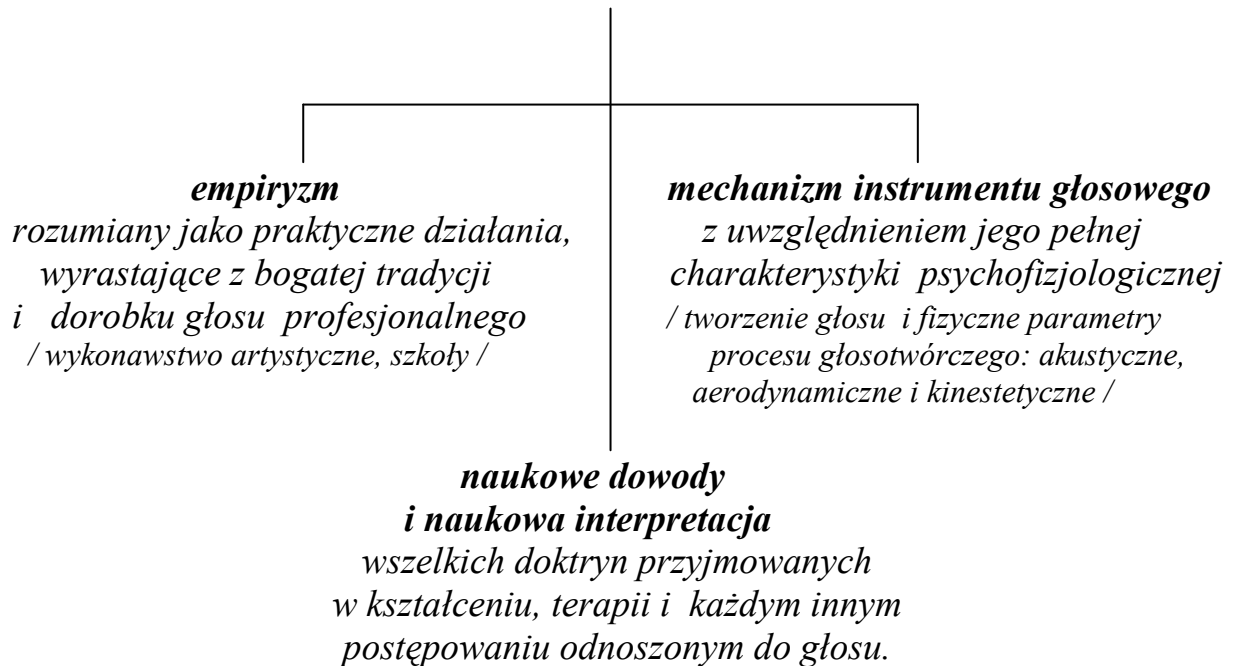 empiryzm
rozumiany jako praktyczne działania,
wyrastające z bogatej tradycji
i dorobku głosu profesjonalnego
/ wykonawstwo artystyczne, szkoły /
mechanizm instrumentu głosowego
z uwzględnieniem jego pełnej
charakterystyki psychofizjologicznej
/ tworzenie głosu i fizyczne parametry
procesu głosotwórczego: akustyczne,
aerodynamiczne i kinestetyczne /
naukowe dowody
i naukowa interpretacja
wszelkich doktryn przyjmowanych
w kształceniu, terapii i każdym innym
postępowaniu odnoszonym do głosu.